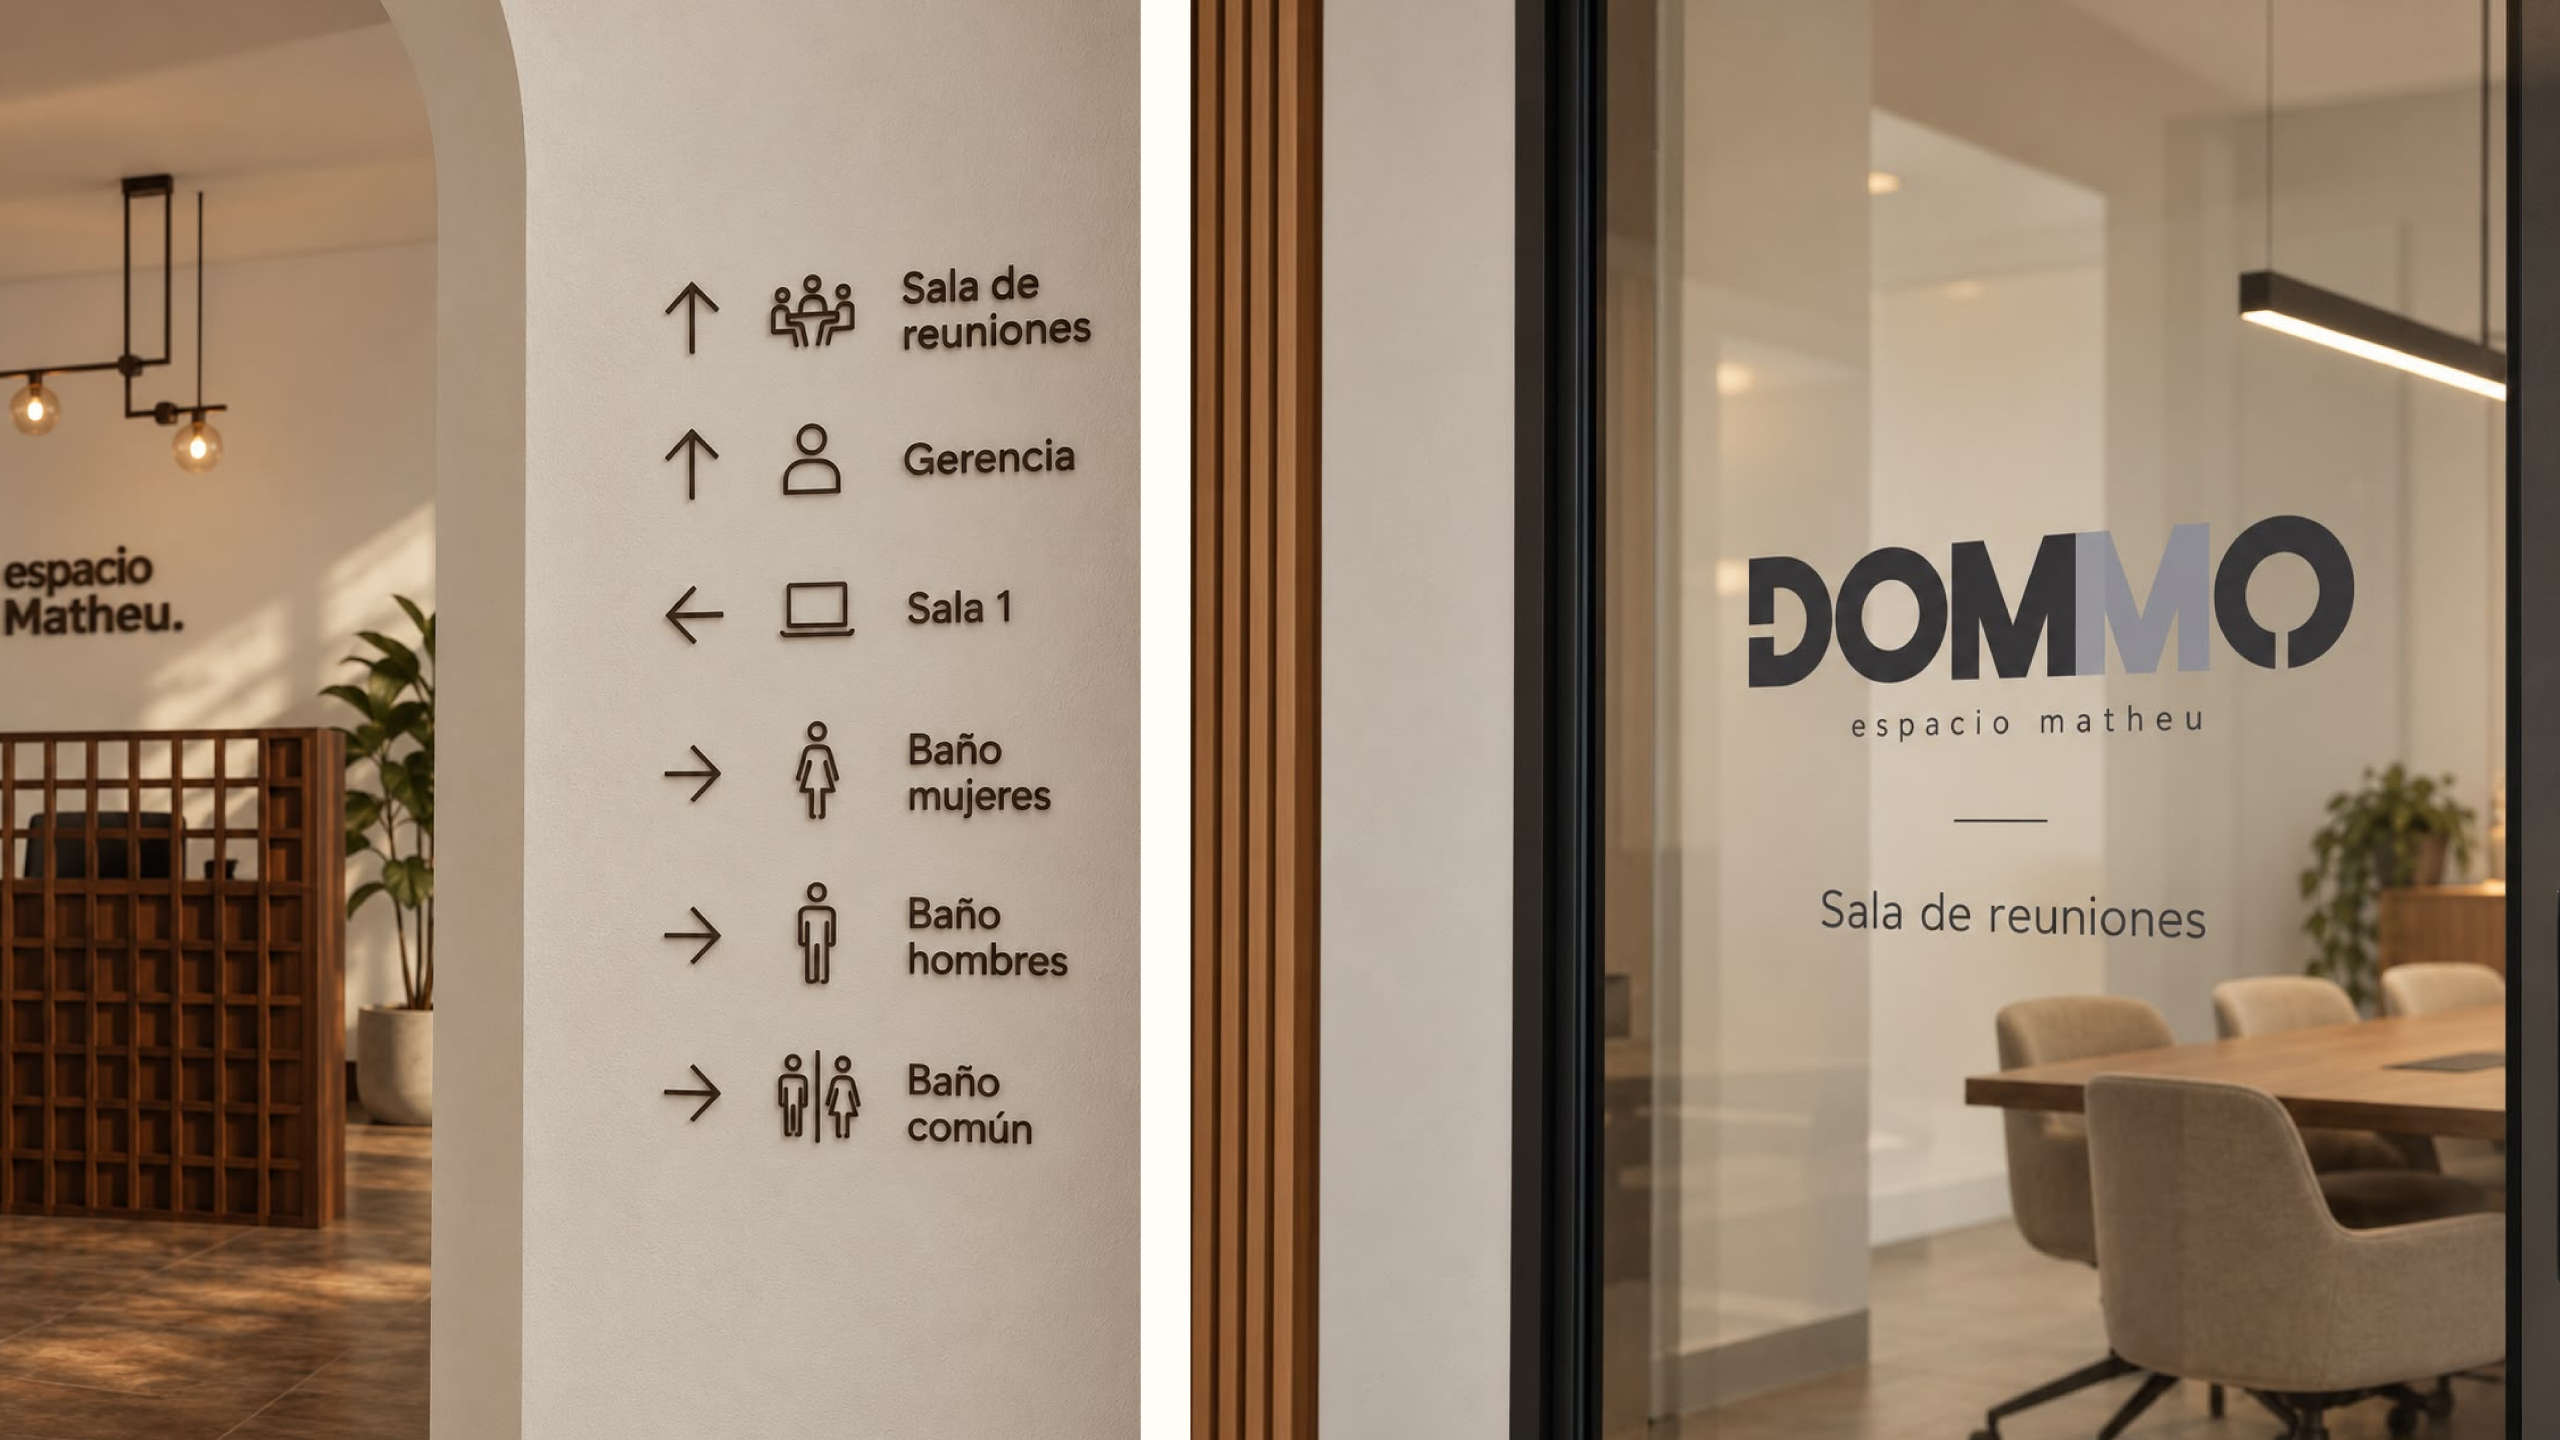 espacio
Matheu.
Sala de
reuniones
Gerencia
Sala 1
Baño
mujeres
Baño
hombres
Baño
común
DOMMO
espacio matheu
Sala de reuniones